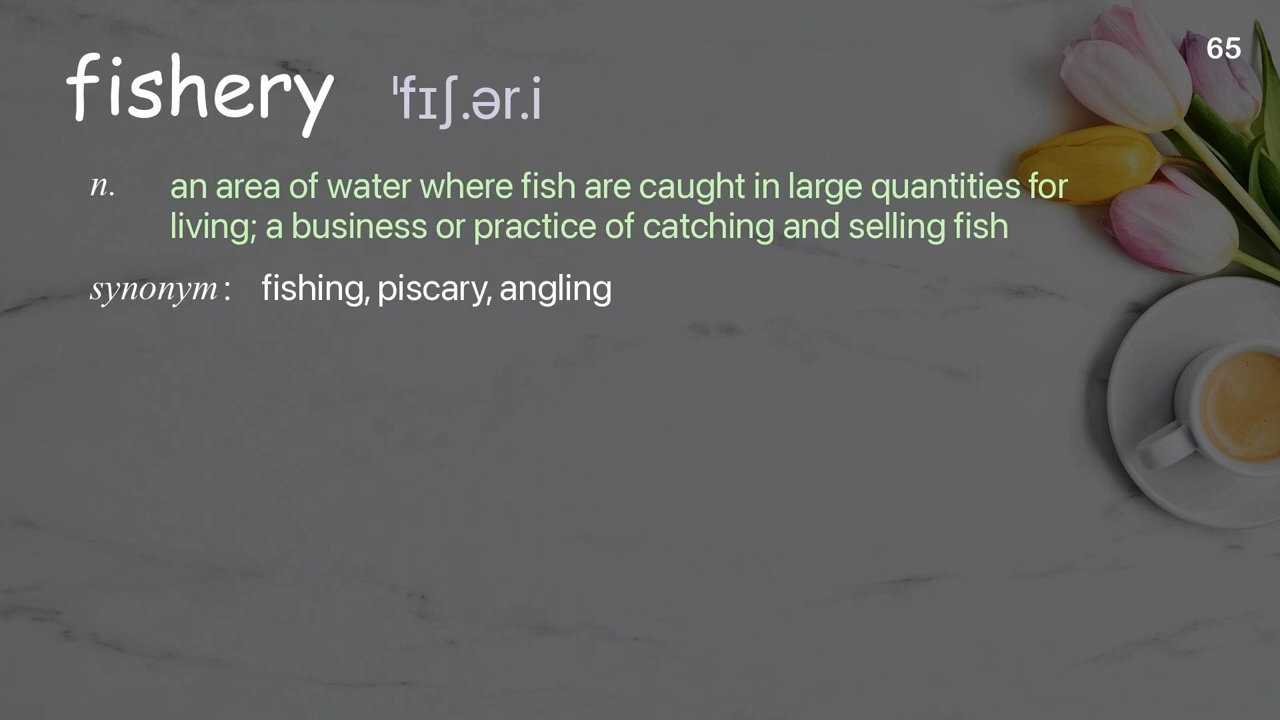 65
fishery ˈfɪʃ.ər.i
n. an area of water where fish are caught in large quantities for
living; a business or practice of catching and selling fish
synonym : fishing, piscary, angling